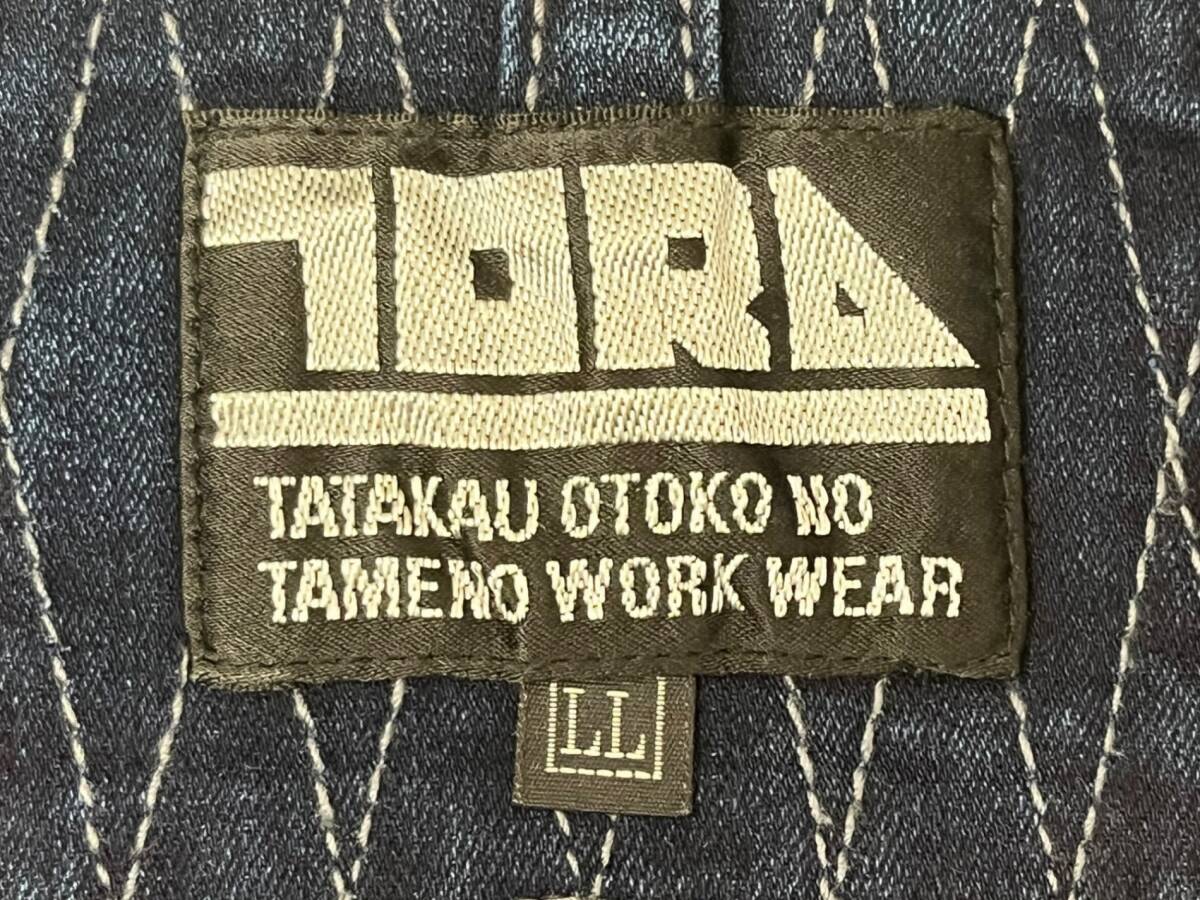 TORA
TATAKAU OTOKO NO
TAMENO WORK WEAR
LL